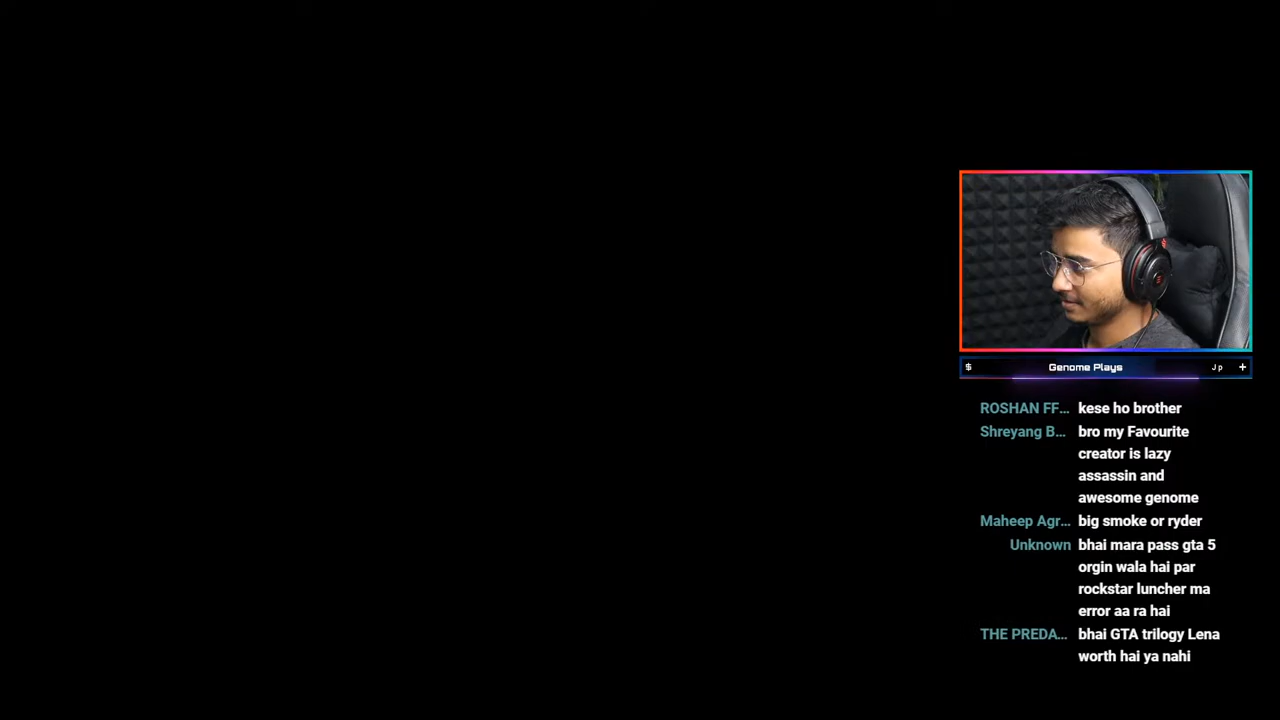 $ Genome Plays Jp +
ROSHAN FF... kese ho brother
Shreyang B... bro my Favourite
creator is lazy
assassin and
awesome genome
Maheep Agr... big smoke or ryder
Unknown bhai mara pass gta 5
orgin wala hai par
rockstar luncher ma
error aa ra hai
THE PREDA... bhai GTA trilogy Lena
worth hai ya nahi